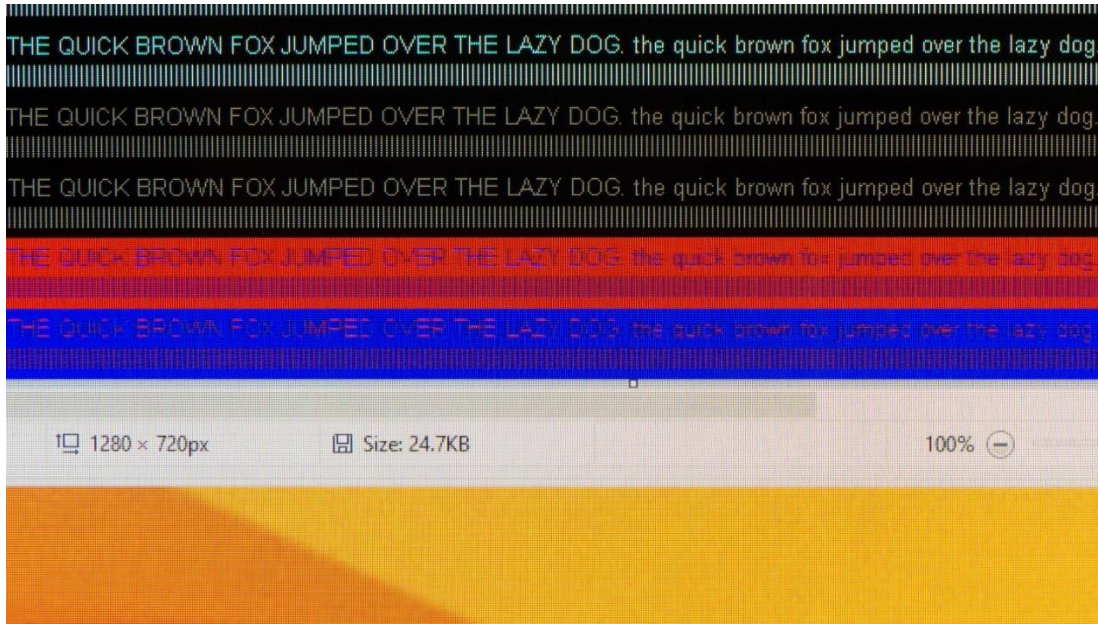 THE QUICK BROWN FOX JUMPED OVER THE LAZY DOG. the quick brown fox jumped over the lazy dog.
THE QUICK BROWN FOX JUMPED OVER THE LAZY DOG. the quick brown fox jumped over the lazy dog.
THE QUICK BROWN FOX JUMPED OVER THE LAZY DOG. the quick brown fox jumped over the lazy dog.
THE QUICK BROWN FOX JUMPED OVER THE LAZY DOG. the quick brown fox jumped over the lazy dog.
THE QUICK BROWN FOX JUMPED OVER THE LAZY DOG. the quick brown fox jumped over the lazy dog.
1280 × 720px Size: 24.7KB 100%